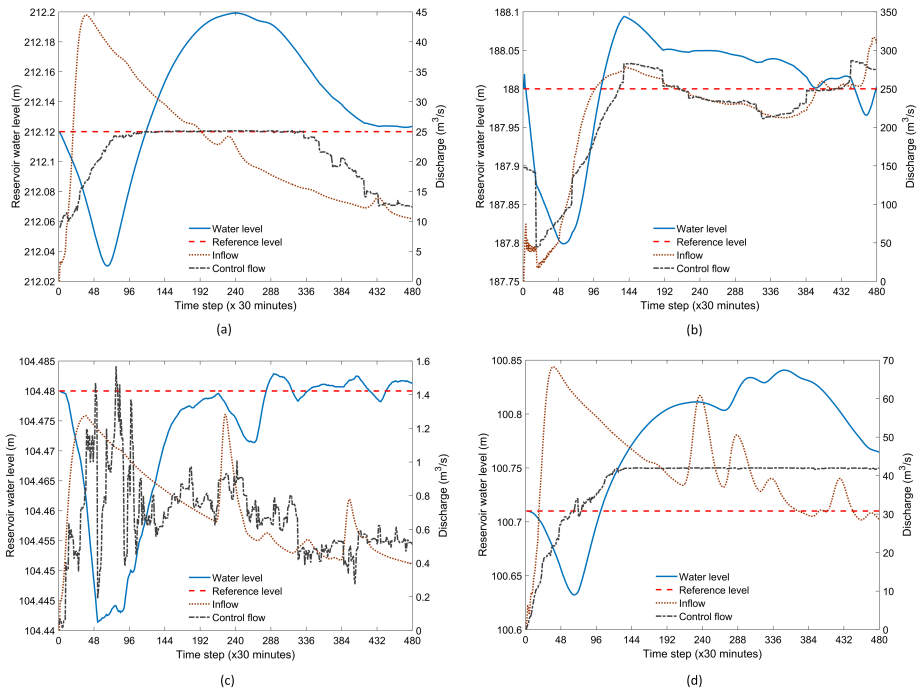 212.2
212.18
212.16
212.14
212.12
212.1
212.08
212.06
212.04
212.02
Reservoir water level (m)
45
40
35
30
25
20
15
10
5
0
Discharge (m³/s)
Water level
Reference level
Inflow
Control flow
0 48 96 144 192 240 288 336 384 432 480
Time step (x 30 minutes)
(a)
188.1
188.05
188
187.95
187.9
187.85
187.8
187.75
Reservoir water level (m)
350
300
250
200
150
100
50
0
Discharge (m³/s)
Water level
Reference level
Inflow
Control flow
0 48 96 144 192 240 288 336 384 432 480
Time step (x30 minutes)
(b)
104.485
104.48
104.475
104.47
104.465
104.46
104.455
104.45
104.445
104.44
Reservoir water level (m)
1.6
1.4
1.2
1
0.8
0.6
0.4
0.2
0
Discharge (m³/s)
Water level
Reference level
Inflow
Control flow
0 48 96 144 192 240 288 336 384 432 480
Time step (x30 minutes)
(c)
100.85
100.8
100.75
100.7
100.65
100.6
Reservoir water level (m)
70
60
50
40
30
20
10
0
Discharge (m³/s)
Water level
Reference level
Inflow
Control flow
0 48 96 144 192 240 288 336 384 432 480
Time step (x30 minutes)
(d)